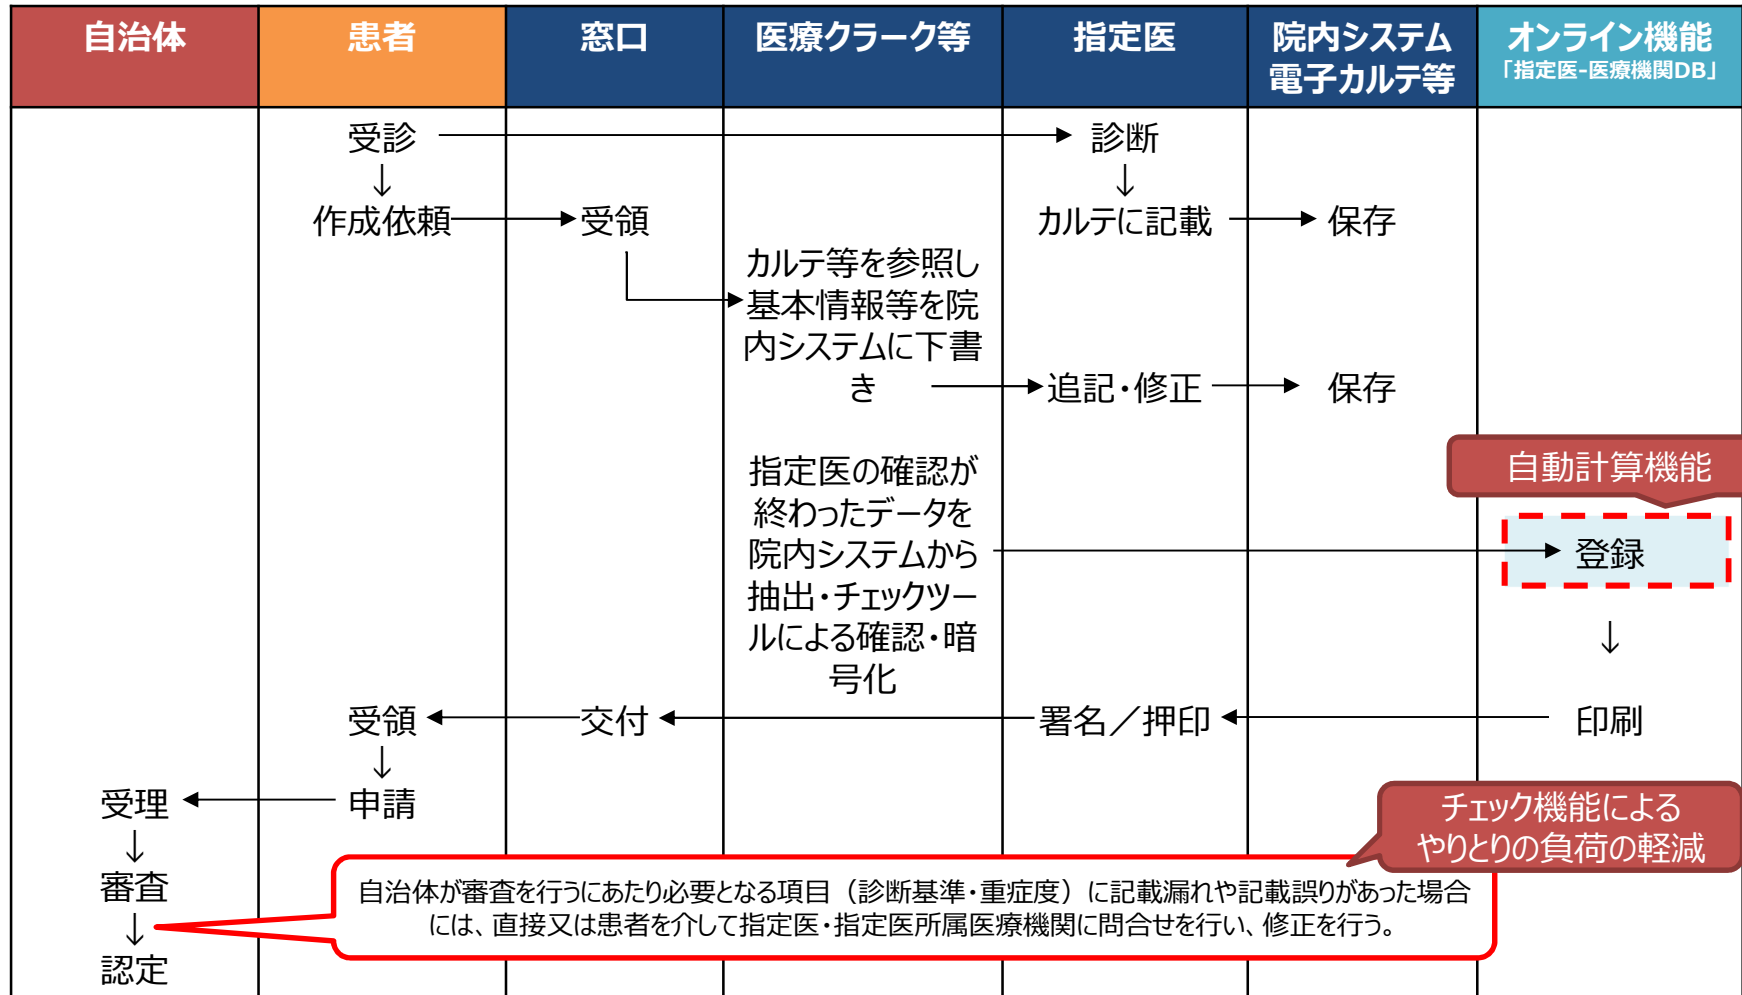 自治体
患者
窓口
医療クラーク等
指定医
院内システム
電子カルテ等
オンライン機能
「指定医-医療機関DB」
受診
診断
↓
↓
作成依頼
受領
カルテに記載
保存
カルテ等を参照し
基本情報等を院
内システムに下書
き
追記・修正
保存
自動計算機能
指定医の確認が
終わったデータを
院内システムから
抽出・チェックツー
ルによる確認・暗
号化
登録
↓
受領
交付
署名／押印
印刷
↓
受理
申請
チェック機能による
やりとりの負荷の軽減
↓
審査
自治体が審査を行うにあたり必要となる項目（診断基準・重症度）に記載漏れや記載誤りがあった場合
には、直接又は患者を介して指定医・指定医所属医療機関に問合せを行い、修正を行う。
↓
認定